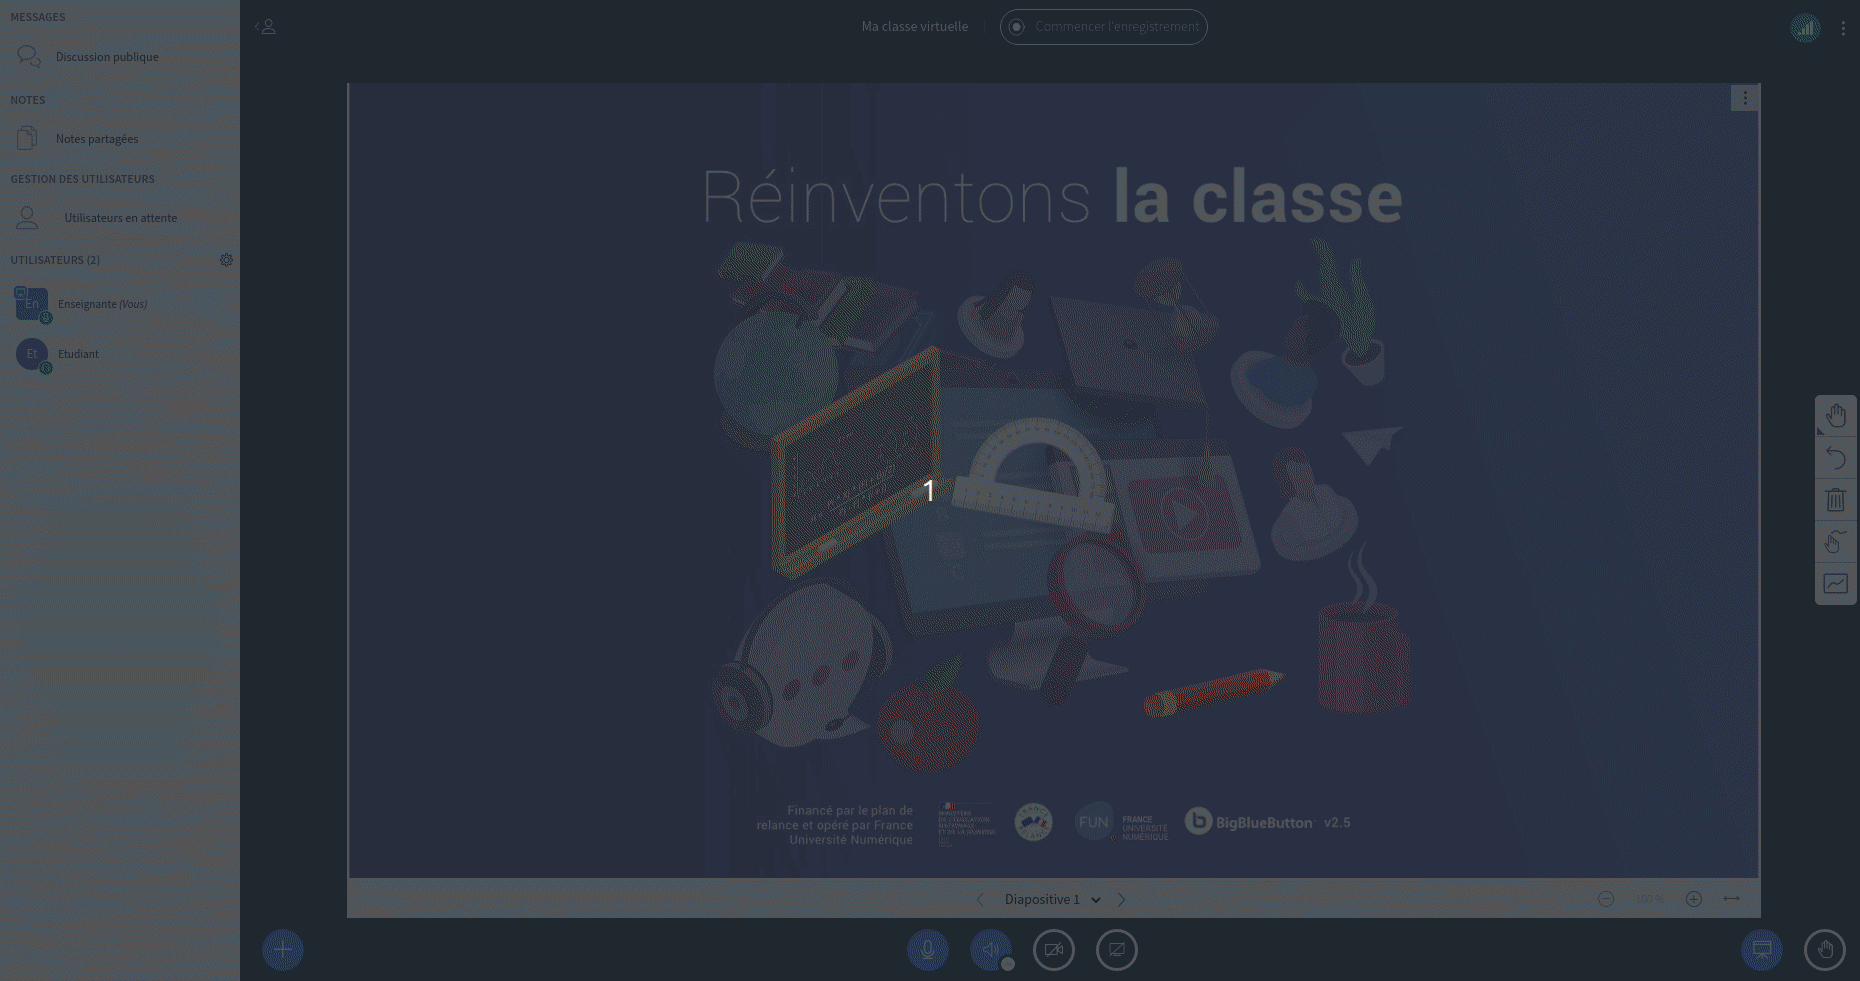 MESSAGES
Discussion publique
NOTES
Notes partagées
GESTION DES UTILISATEURS
Utilisateurs en attente
UTILISATEURS (2)
En
Enseignante (Vous)
Et
Etudiant
Ma classe virtuelle
Commencer l'enregistrement
Réinventons la classe
1
Financé par le plan de
relance et opéré par France
Université Numérique
FUN
FRANCE
UNIVERSITÉ
NUMÉRIQUE
b BigBlueButton v2.5
Diapositive 1
100 %